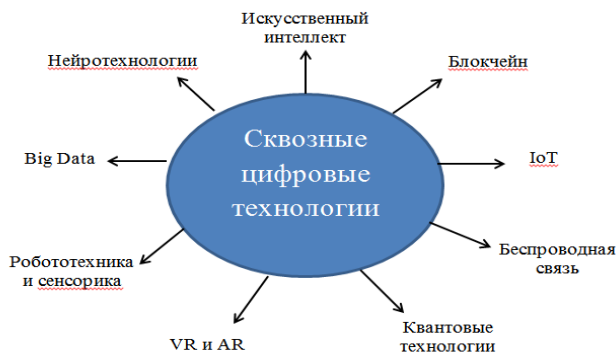 Искусственный
интеллект
Нейротехнологии
Блокчейн
Сквозные
цифровые
технологии
Big Data
IoT
Робототехника
и сенсорика
Беспроводная
связь
VR и AR
Квантовые
технологии